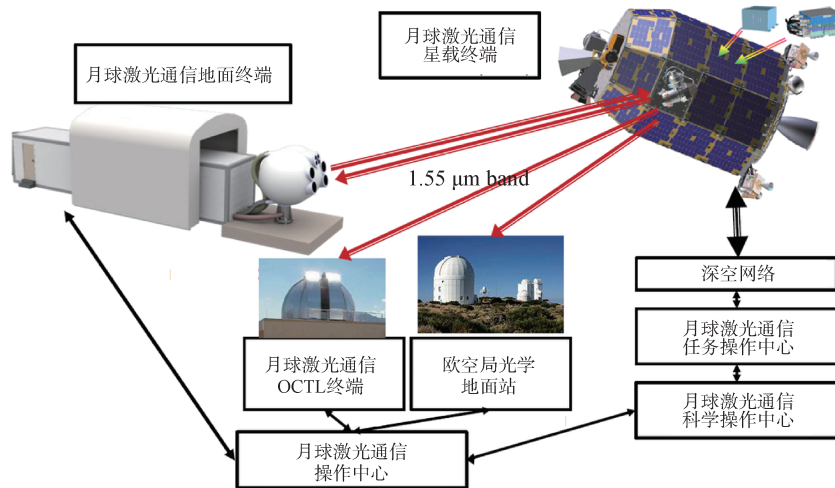 月球激光通信
星载终端
月球激光通信地面终端
1.55 μm band
深空网络
月球激光通信
任务操作中心
月球激光通信
OCTL终端
欧空局光学
地面站
月球激光通信
科学操作中心
月球激光通信
操作中心